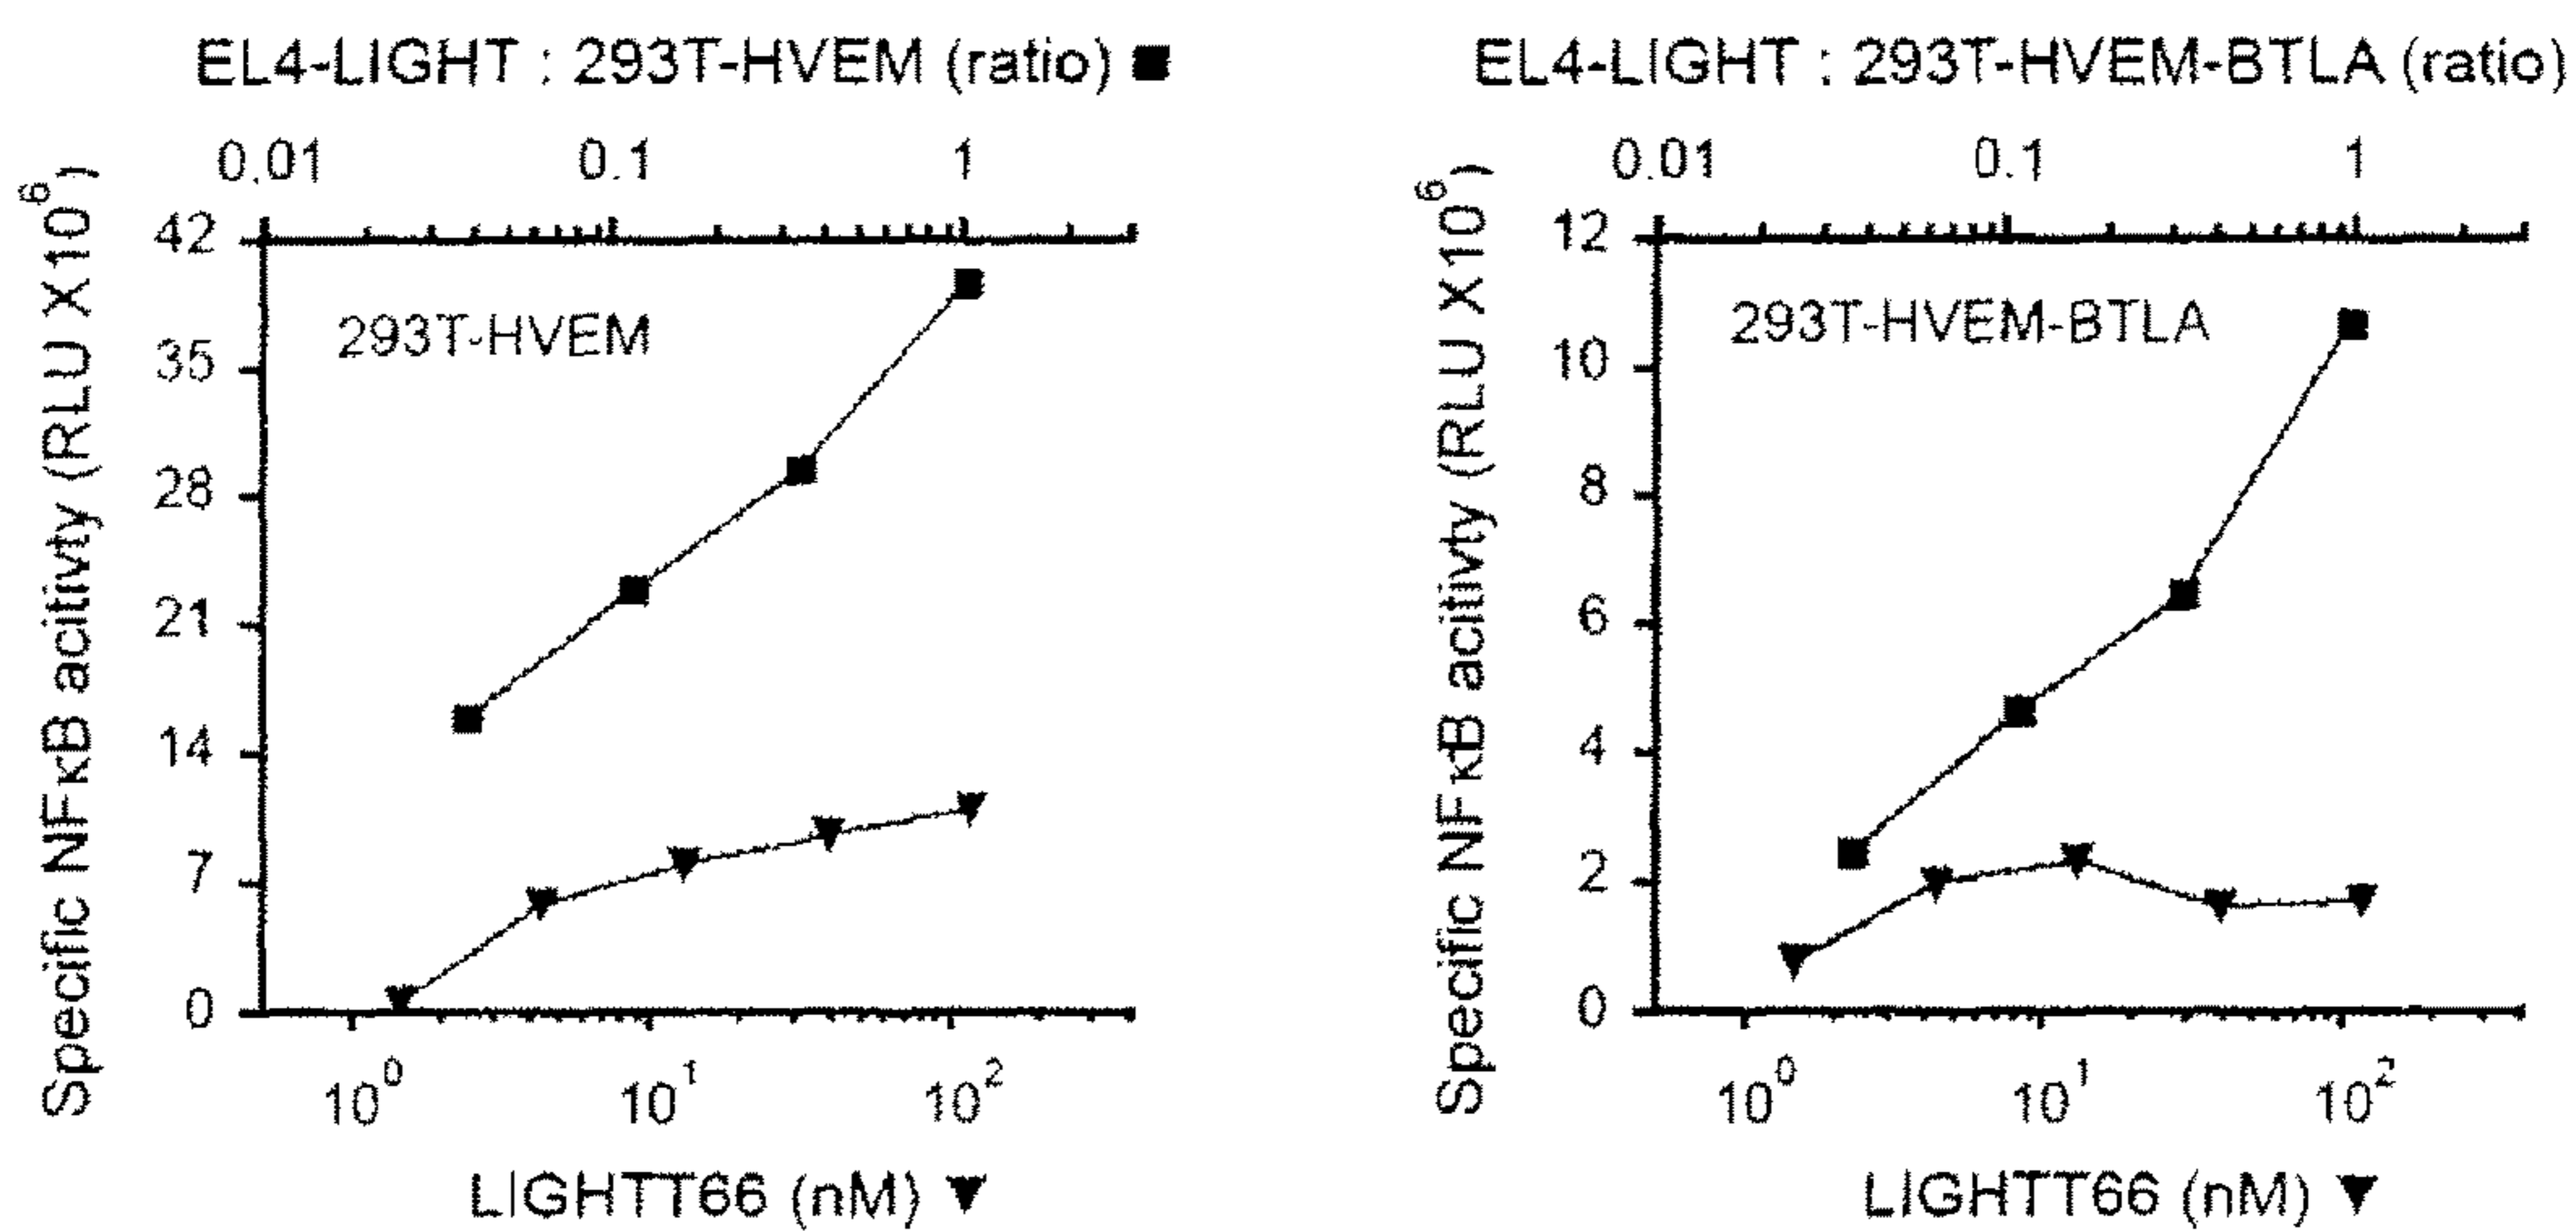 EL4-LIGHT : 293T-HVEM (ratio) ■
0.01 0.1 1
Specific NFκB acitivty (RLU X10⁶)
42
35
28
21
14
7
0
293T-HVEM
10⁰ 10¹ 10²
LIGHTT66 (nM) ▼
EL4-LIGHT : 293T-HVEM-BTLA (ratio)
0.01 0.1 1
Specific NFκB acitivty (RLU X10⁶)
12
10
8
6
4
2
0
293T-HVEM-BTLA
10⁰ 10¹ 10²
LIGHTT66 (nM) ▼